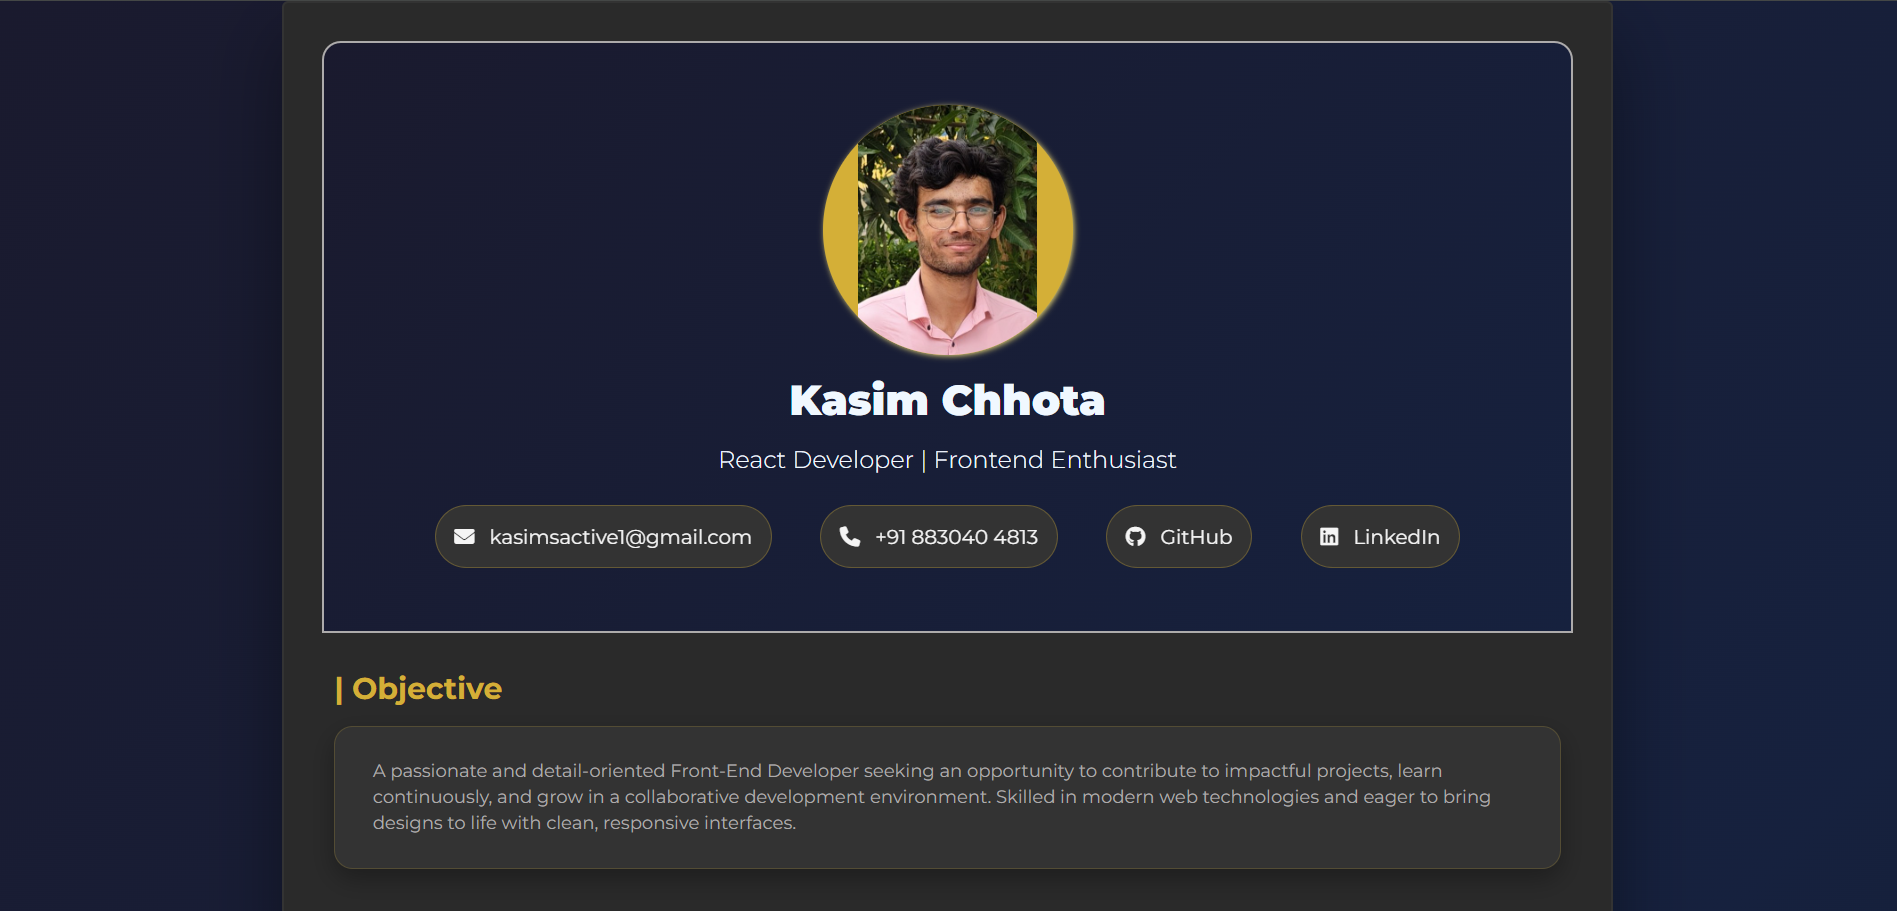 Kasim Chhota
React Developer | Frontend Enthusiast
kasimsactive1@gmail.com
+91 883040 4813
GitHub
LinkedIn
| Objective
A passionate and detail-oriented Front-End Developer seeking an opportunity to contribute to impactful projects, learn
continuously, and grow in a collaborative development environment. Skilled in modern web technologies and eager to bring
designs to life with clean, responsive interfaces.